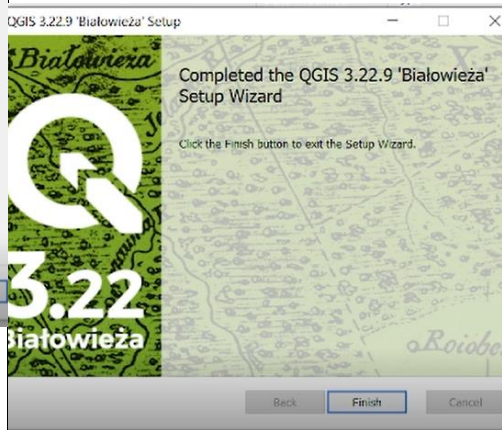 QGIS 3.22.9 'Białowieża' Setup
Białowieża
Completed the QGIS 3.22.9 'Białowieża'
Setup Wizard
Click the Finish button to exit the Setup Wizard.
3.22
Białowieża
Back
Finish
Cancel